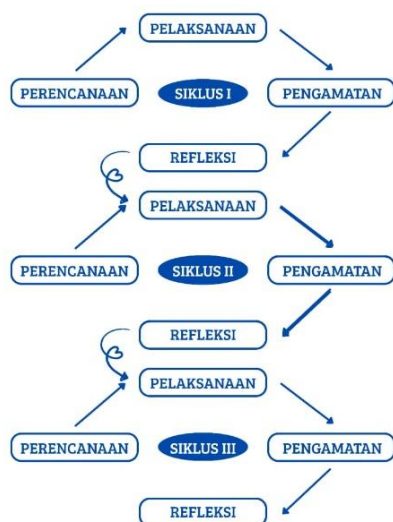 PELAKSANAAN
PERENCANAAN
SIKLUS I
PENGAMATAN
REFLEKSI
PELAKSANAAN
PERENCANAAN
SIKLUS II
PENGAMATAN
REFLEKSI
PELAKSANAAN
PERENCANAAN
SIKLUS III
PENGAMATAN
REFLEKSI